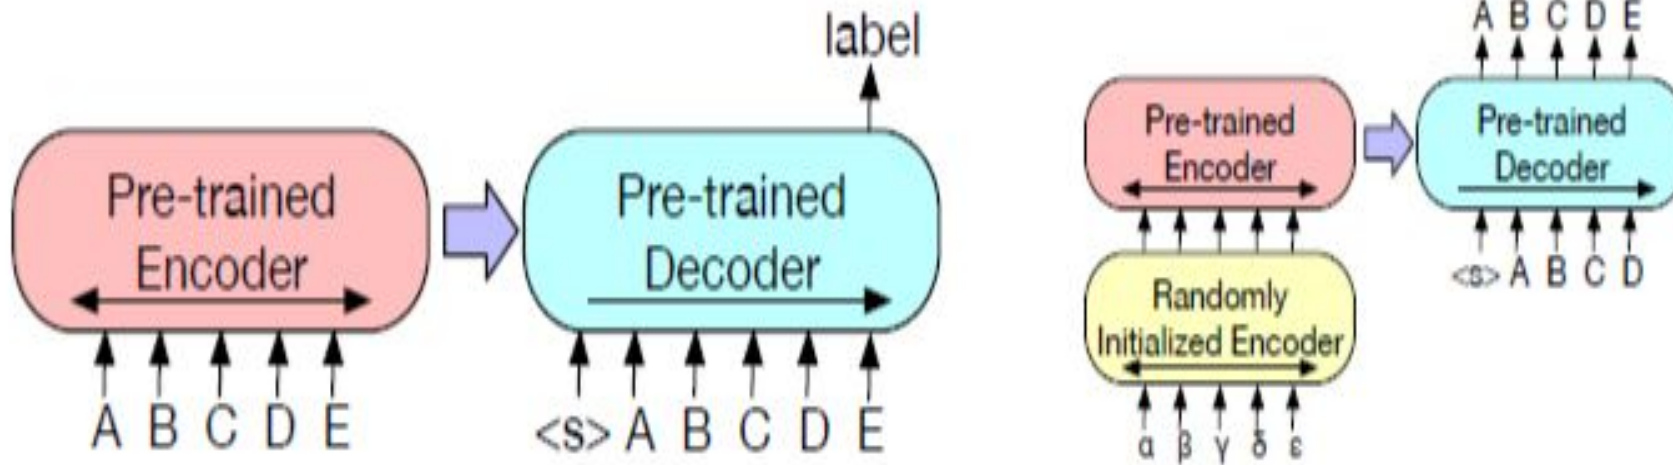 label
Pre-trained
Encoder
Pre-trained
Decoder
A B C D E
<s> A B C D E
A B C D E
Pre-trained
Encoder
Pre-trained
Decoder
<s> A B C D
Randomly
Initialized Encoder
α β γ δ ε